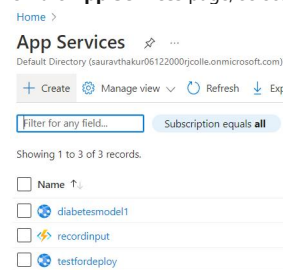 Home >
App Services
Default Directory (sauravthakur06122000rjcolle.onmicrosoft.com)
+ Create Manage view Refresh
Filter for any field... Subscription equals all
Showing 1 to 3 of 3 records.
Name ↑↓
diabetesmodel1
recordinput
testfordeploy